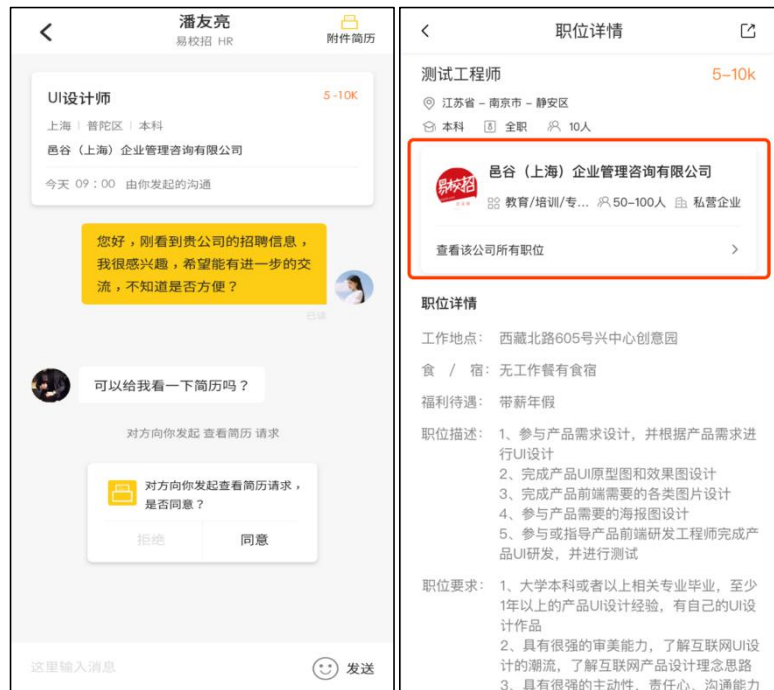 潘友亮
易校招 HR
附件简历
UI设计师
5-10K
上海 | 普陀区 | 本科
邑谷（上海）企业管理咨询有限公司
今天 09：00 由你发起的沟通
您好，刚看到贵公司的招聘信息，
我很感兴趣，希望能有进一步的交
流，不知道是否方便？
已读
可以给我看一下简历吗？
对方向你发起 查看简历 请求
对方向你发起查看简历请求，
是否同意？
拒绝
同意
这里输入消息
发送
职位详情
测试工程师
5-10k
江苏省 - 南京市 - 静安区
本科 全职 10人
易校招
邑谷（上海）企业管理咨询有限公司
教育/培训/专... 50-100人 私营企业
查看该公司所有职位
职位详情
工作地点： 西藏北路605号兴中心创意园
食 / 宿： 无工作餐有食宿
福利待遇： 带薪年假
职位描述： 1、参与产品需求设计，并根据产品需求进
行UI设计
2、完成产品UI原型图和效果图设计
3、完成产品前端需要的各类图片设计
4、参与产品需要的海报图设计
5、参与或指导产品前端研发工程师完成产
品UI研发，并进行测试
职位要求： 1、大学本科或者以上相关专业毕业，至少
1年以上的产品UI设计经验，有自己的UI设
计作品
2、具有很强的审美能力，了解互联网UI设
计的潮流，了解互联网产品设计理念思路
3、具有很强的主动性，责任心、沟通能力